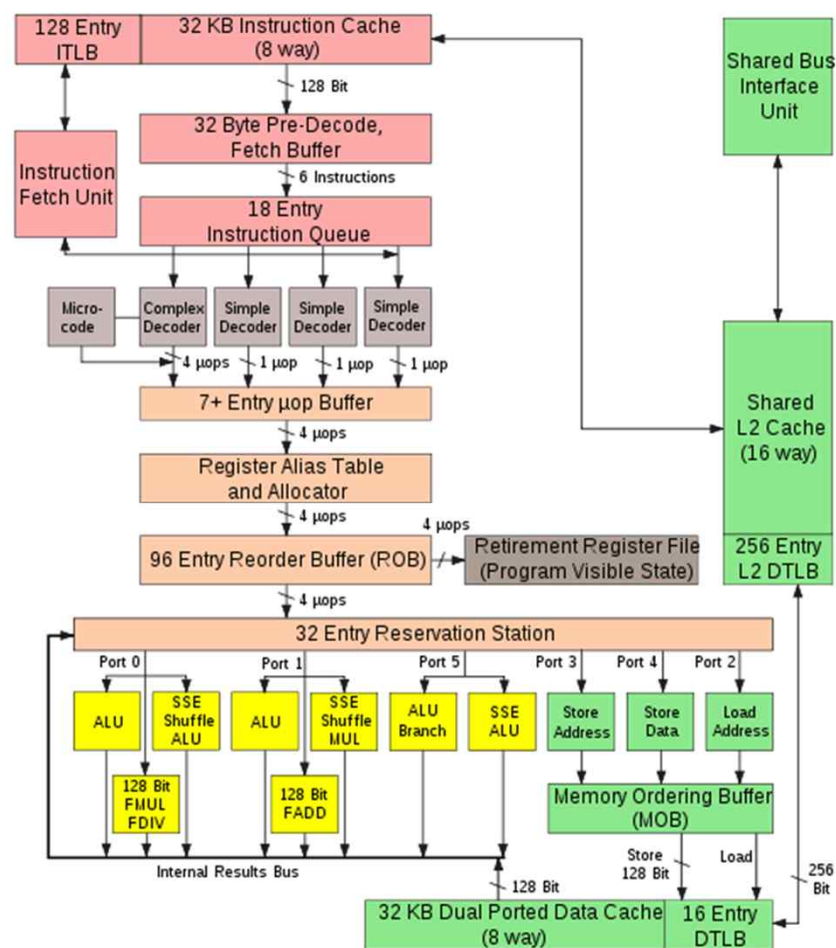 128 Entry
ITLB
32 KB Instruction Cache
(8 way)
Shared Bus
Interface
Unit
128 Bit
32 Byte Pre-Decode,
Fetch Buffer
Instruction
Fetch Unit
6 Instructions
18 Entry
Instruction Queue
Micro-
code
Complex
Decoder
Simple
Decoder
Simple
Decoder
Simple
Decoder
4 µops
1 µop
1 µop
1 µop
Shared
L2 Cache
(16 way)
7+ Entry µop Buffer
4 µops
Register Alias Table
and Allocator
4 µops
4 µops
96 Entry Reorder Buffer (ROB)
Retirement Register File
(Program Visible State)
256 Entry
L2 DTLB
4 µops
32 Entry Reservation Station
Port 0
Port 1
Port 5
Port 3
Port 4
Port 2
ALU
SSE
Shuffle
ALU
ALU
SSE
Shuffle
MUL
ALU
Branch
SSE
ALU
Store
Address
Store
Data
Load
Address
128 Bit
FMUL
FDIV
128 Bit
FADD
Memory Ordering Buffer
(MOB)
Internal Results Bus
Store
128 Bit
Load
256
Bit
128 Bit
32 KB Dual Ported Data Cache
(8 way)
16 Entry
DTLB